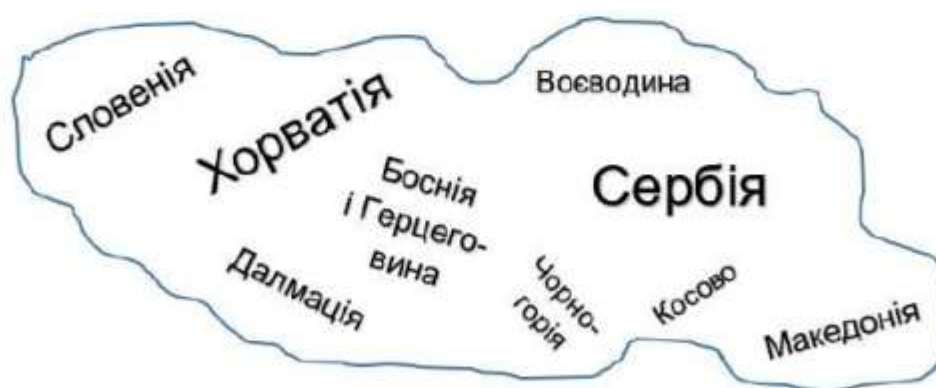 Словенія
Хорватія
Воєводина
Боснія
і Герцего-
вина
Сербія
Далмація
Чорно-
горія
Косово
Македонія